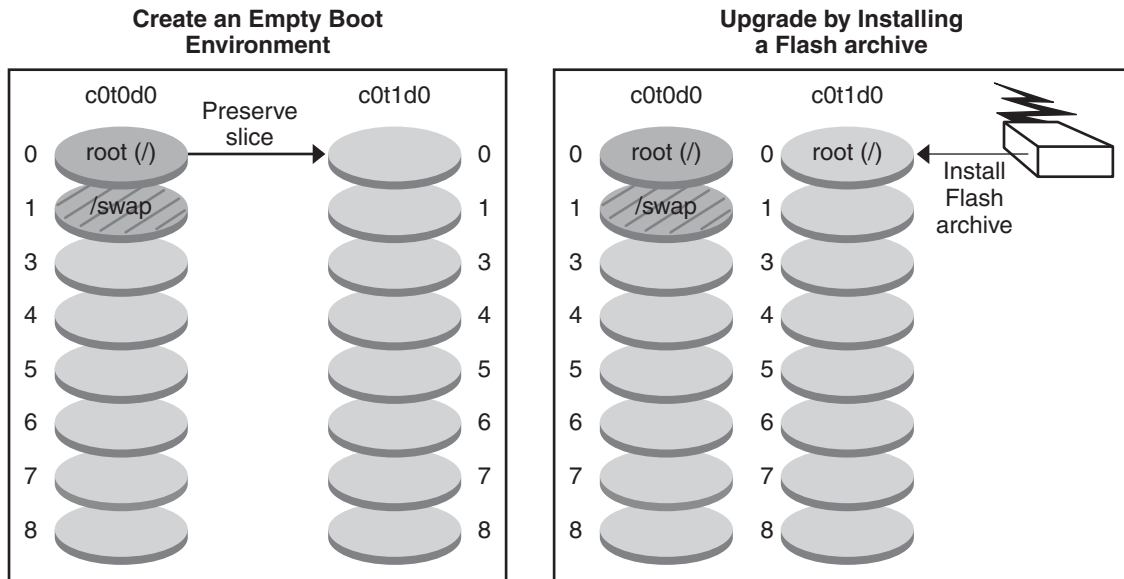 Create an Empty Boot
Environment
c0t0d0
c0t1d0
Preserve
slice
0
root (/)
0
1
/swap
1
3
3
4
4
5
5
6
6
7
7
8
8
Upgrade by Installing
a Flash archive
c0t0d0
c0t1d0
0
root (/)
0
root (/)
Install
Flash
archive
1
/swap
1
3
3
4
4
5
5
6
6
7
7
8
8